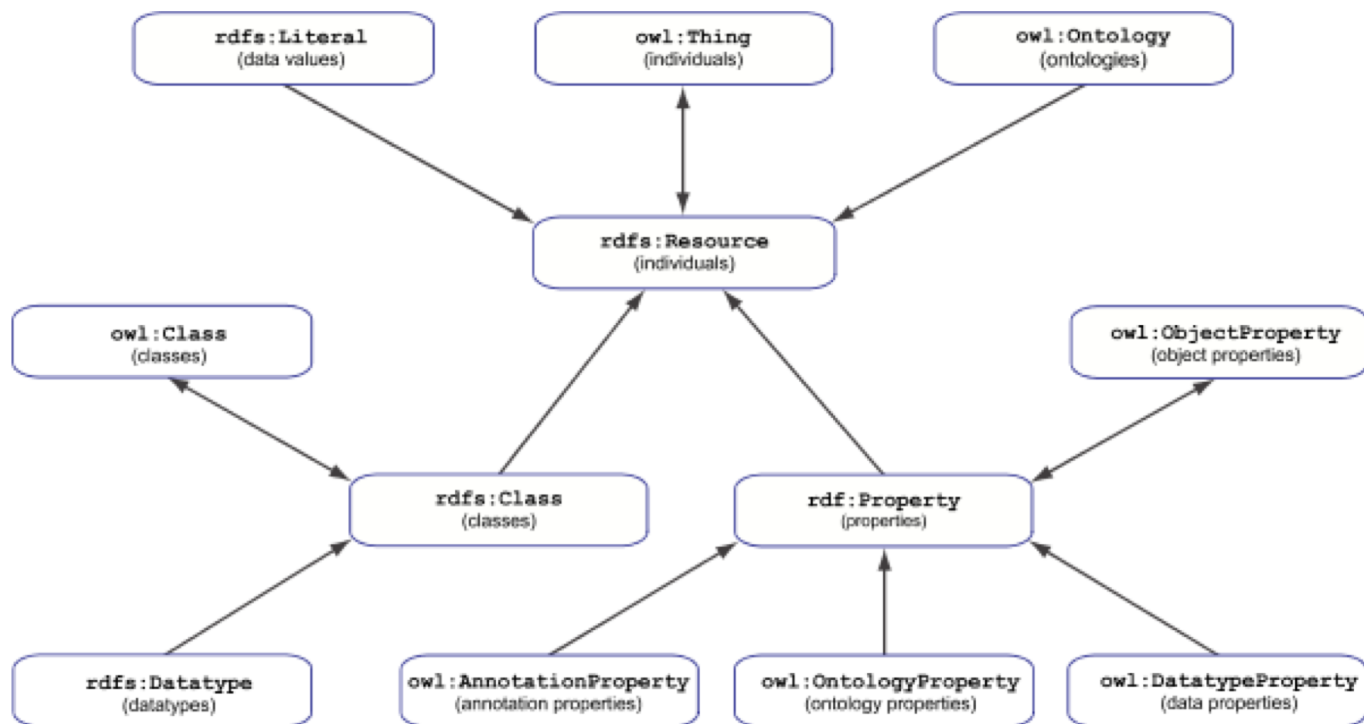 rdfs:Literal
(data values)
owl:Thing
(individuals)
owl:Ontology
(ontologies)
rdfs:Resource
(individuals)
owl:Class
(classes)
owl:ObjectProperty
(object properties)
rdfs:Class
(classes)
rdf:Property
(properties)
rdfs:Datatype
(datatypes)
owl:AnnotationProperty
(annotation properties)
owl:OntologyProperty
(ontology properties)
owl:DatatypeProperty
(data properties)